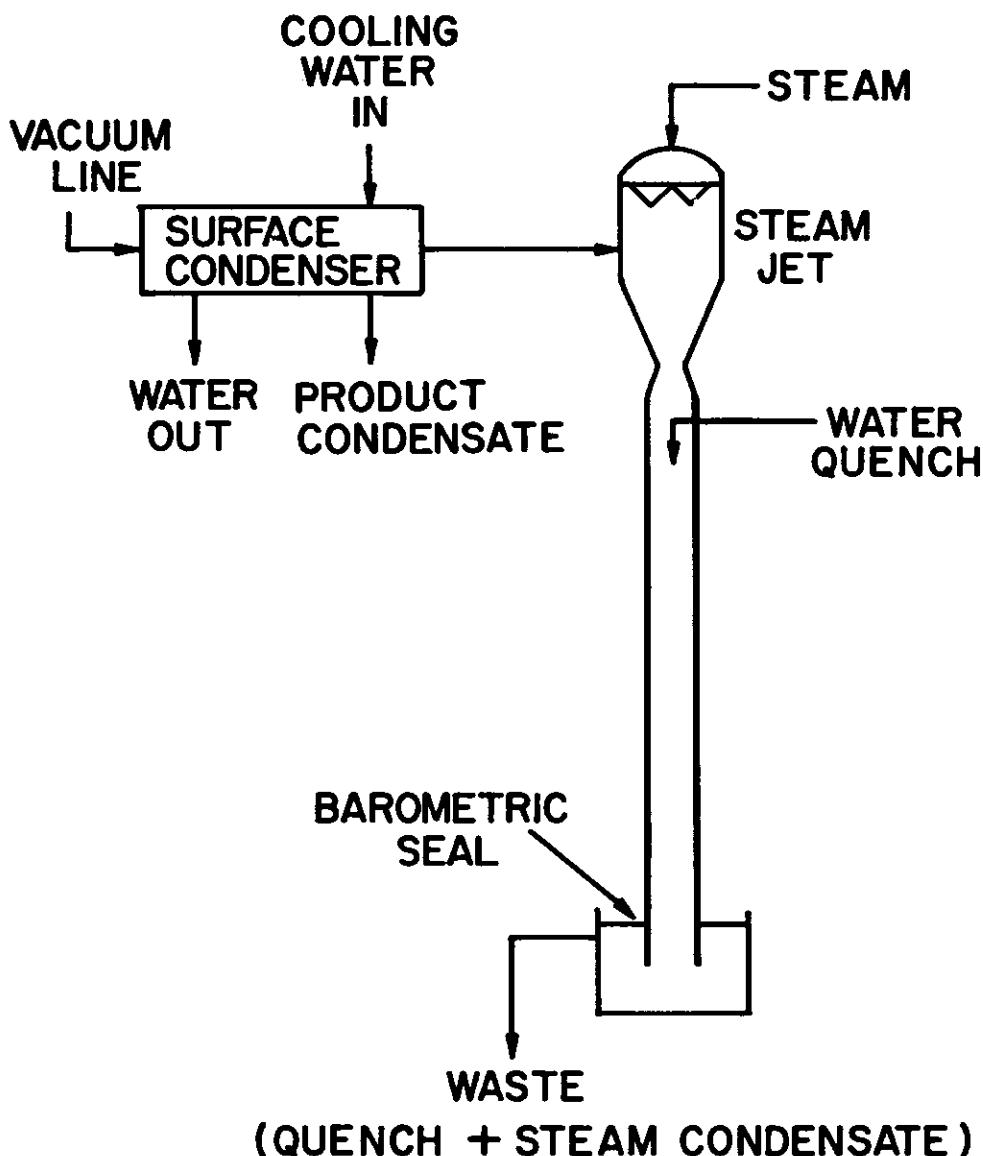 COOLING
WATER
IN
STEAM
VACUUM
LINE
SURFACE
CONDENSER
STEAM
JET
WATER
OUT
PRODUCT
CONDENSATE
WATER
QUENCH
BAROMETRIC
SEAL
WASTE
(QUENCH + STEAM CONDENSATE)